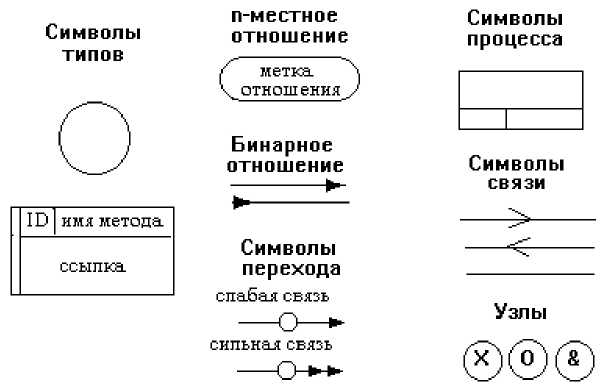 Символы
типов
ID имя метода
ссылка
n-местное
отношение
метка
отношения
Бинарное
отношение
Символы
перехода
слабая связь
сильная связь
Символы
процесса
Символы
связи
Узлы
X O &